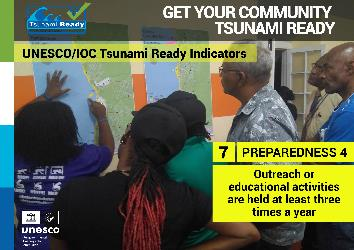 Tsunami Ready
GET YOUR COMMUNITY
TSUNAMI READY
UNESCO/IOC Tsunami Ready Indicators
7 PREPAREDNESS 4
Outreach or
educational activities
are held at least three
times a year
unesco